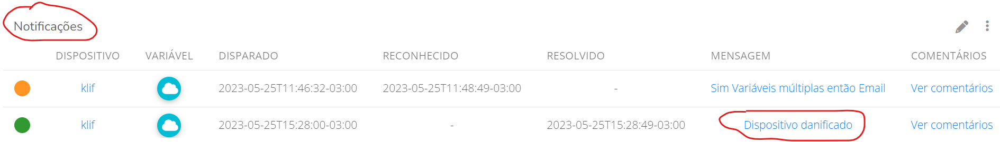 Notificações
DISPOSITIVO VARIÁVEL DISPARADO RECONHECIDO RESOLVIDO MENSAGEM COMENTÁRIOS
klif 2023-05-25T11:46:32-03:00 2023-05-25T11:48:49-03:00 - Sim Variáveis múltiplas então Email Ver comentários
klif 2023-05-25T15:28:00-03:00 - 2023-05-25T15:28:49-03:00 Dispositivo danificado Ver comentários